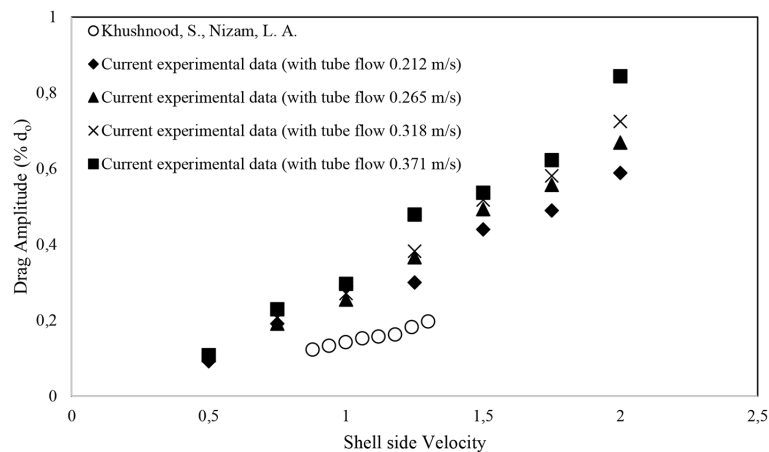 1
0,8
0,6
0,4
0,2
0
Drag Amplitude (% do)
Khushnood, S., Nizam, L. A.
Current experimental data (with tube flow 0.212 m/s)
Current experimental data (with tube flow 0.265 m/s)
Current experimental data (with tube flow 0.318 m/s)
Current experimental data (with tube flow 0.371 m/s)
0 0,5 1 1,5 2 2,5
Shell side Velocity